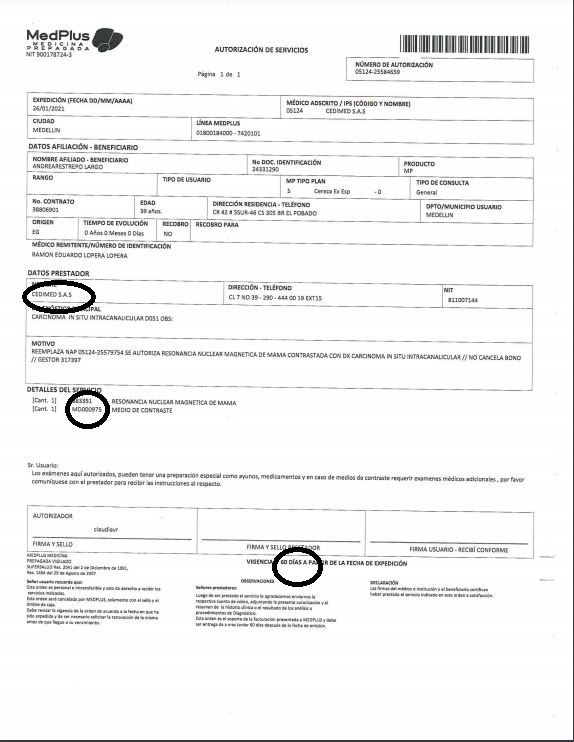 MedPlus
MEDICINA
PREPAGADA
NIT 900178724-3
AUTORIZACIÓN DE SERVICIOS
Página 1 de 1
NÚMERO DE AUTORIZACIÓN
05124-25584659
EXPEDICIÓN (FECHA DD/MM/AAAA)
26/01/2021
MÉDICO ADSCRITO / IPS (CÓDIGO Y NOMBRE)
05124 CEDIMED S.A.S
CIUDAD
MEDELLIN
LÍNEA MEDPLUS
01800184000 - 7420101
DATOS AFILIACIÓN - BENEFICIARIO
NOMBRE AFILIADO - BENEFICIARIO
ANDREARESTREPO LARGO
No DOC. IDENTIFICACIÓN
24331290
PRODUCTO
MP
RANGO
TIPO DE USUARIO
MP TIPO PLAN
S Cereza Ex Esp - 0
TIPO DE CONSULTA
General
No. CONTRATO
38806901
EDAD
39 años.
DIRECCIÓN RESIDENCIA - TELÉFONO
CR 42 # 5SUR-46 CS 305 BR EL POBADO
DPTO/MUNICIPIO USUARIO
MEDELLIN
ORIGEN
EG
TIEMPO DE EVOLUCIÓN
0 Años 0 Meses 0 Días
RECOBRO
NO
RECOBRO PARA
MÉDICO REMITENTE/NÚMERO DE IDENTIFICACIÓN
RAMON EDUARDO LOPERA LOPERA
DATOS PRESTADOR
CEDIMED S.A.S
DIRECCIÓN - TELÉFONO
CL 7 NO 39 - 290 - 444 00 19 EXT15
NIT
811007144
CARCINOMA IN SITU INTRACANALICULAR D051 OBS:
MOTIVO
REEMPLAZA NAP 05124-25579754 SE AUTORIZA RESONANCIA NUCLEAR MAGNETICA DE MAMA CONTRASTADA CON DX CARCINOMA IN SITU INTRACANALICULAR // NO CANCELA BONO
// GESTOR 317397
DETALLES DEL SERVICIO
[Cant. 1] 883351 RESONANCIA NUCLEAR MAGNETICA DE MAMA
[Cant. 1] MD000975 MEDIO DE CONTRASTE
Sr. Usuario:
Los exámenes aquí autorizados, pueden tener una preparación especial como ayunos, medicamentos y en caso de medios de contraste requerir examenes médicos adicionales , por favor
comuníquese con el prestador para recibir las instrucciones al respecto.
AUTORIZADOR
claudiavr
FIRMA Y SELLO
FIRMA Y SELLO PRESTADOR
FIRMA USUARIO - RECIBÍ CONFORME
MEDPLUS MEDICINA
PREPAGADA VIGILADO
SUPERSALUD Res. 2041 del 2 de Diciembre de 1991,
Res. 1484 del 29 de Agosto de 2007
VIGENCIA 60 DÍAS A PARTIR DE LA FECHA DE EXPEDICIÓN
Señor usuario recuerde que:
Esta orden es personal e intransferible y solo da derecho a recibir los
servicios indicados.
Esta orden será cancelada por MEDPLUS, solamente con el sello y el
timbre de caja.
Debe revisar la vigencia de la orden de acuerdo a la fecha en que ha
sido expedido y de ser necesario solicitar la renovación de la misma
antes de que llegue a su vencimiento.
OBSERVACIONES
Señores prestadores:
Luego de ser prestado el servicio le agradecemos enviarnos la
respectiva cuenta de cobro, adjuntando la presente autorización y el
resumen de la historia clínica o el resultado de los análisis o
procedimientos de Diagnóstico.
Esta orden es el soporte de la facturación presentada a MEDPLUS y debe
ser entregada a mas tardar 60 días después de la fecha de emisión.
DECLARACIÓN
Las firmas del médico e institución y el beneficiario certifican
haber prestado el servicio indicado en esta orden a satisfacción.